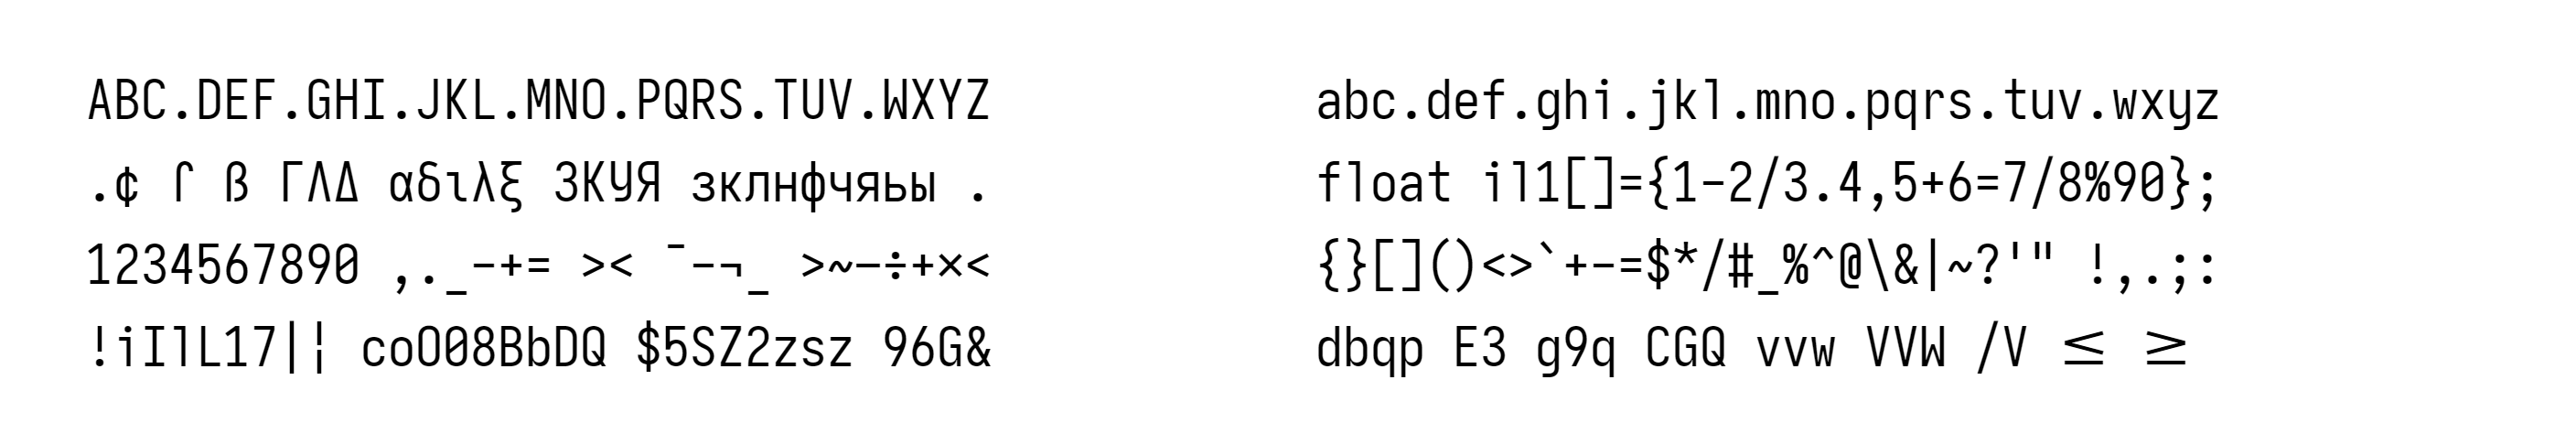 ABC.DEF.GHI.JKL.MNO.PQRS.TUV.WXYZ
.¢ ſ ß ΓΛΔ αδιλξ ЗКУЯ зклнфчяьы .
1234567890 ,._-+= >< ¯-¬_ >~–÷+×<
!iIlL17|¦ coO08BbDQ $5SZ2zsz 96G&
abc.def.ghi.jkl.mno.pqrs.tuv.wxyz
float il1[]={1-2/3.4,5+6=7/8%90};
{}[]()<>`+-=$*/#_%^@\&|~?'" !,.;:
dbqp E3 g9q CGQ vvw VVW /V ≤ ≥